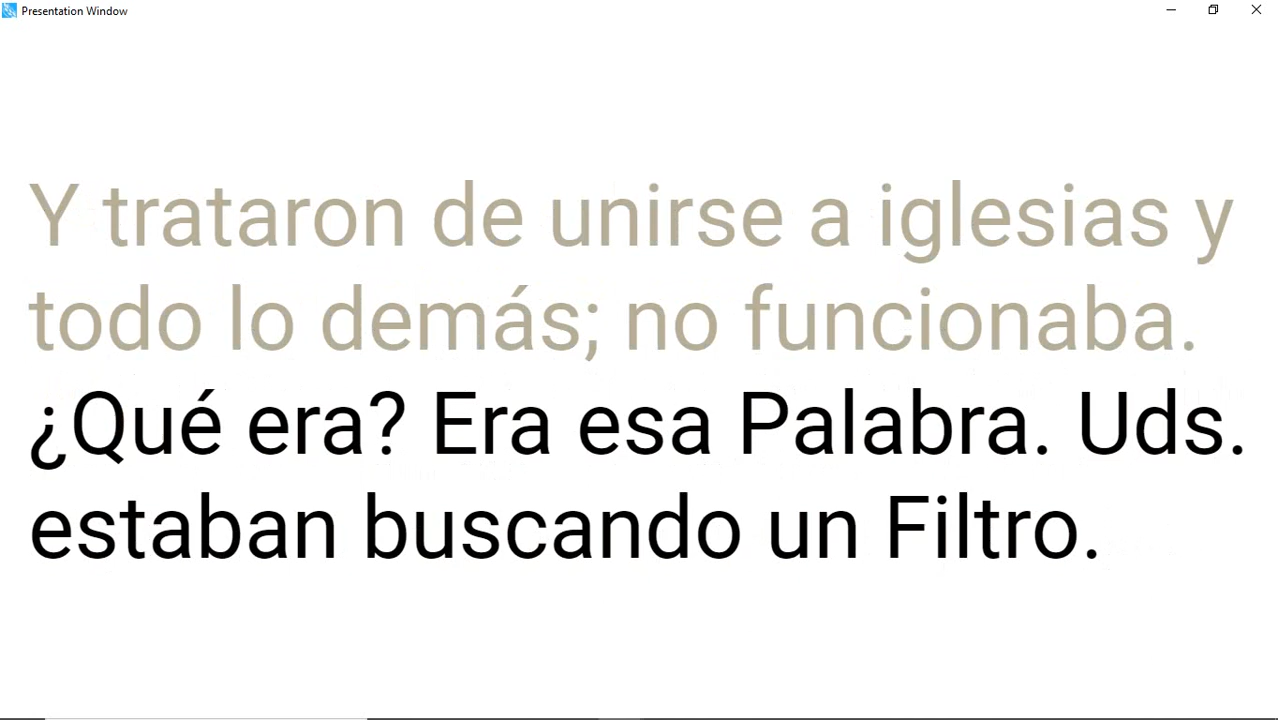 Presentation Window
Y trataron de unirse a iglesias y
todo lo demás; no funcionaba.
¿Qué era? Era esa Palabra. Uds.
estaban buscando un Filtro.